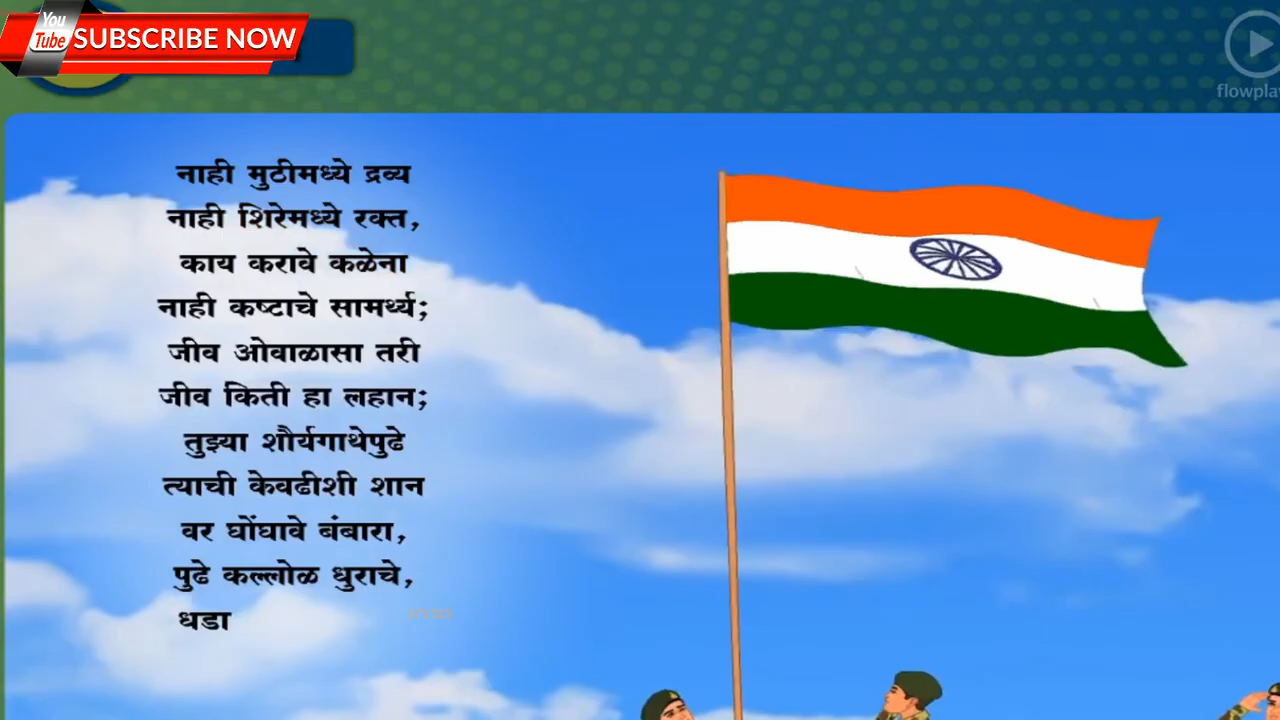 You
Tube
SUBSCRIBE NOW
flowplay
नाही मुठीमध्ये द्रव्य
नाही शिरेमध्ये रक्त,
काय करावे कळेना
नाही कष्टाचे सामर्थ्य;
जीव ओवाळासा तरी
जीव किती हा लहान;
तुझ्या शौर्यगाथेपुढे
त्याची केवढीशी शान
वर घोंघावे बंबारा,
पुढे कल्लोळ धुराचे,
धडा